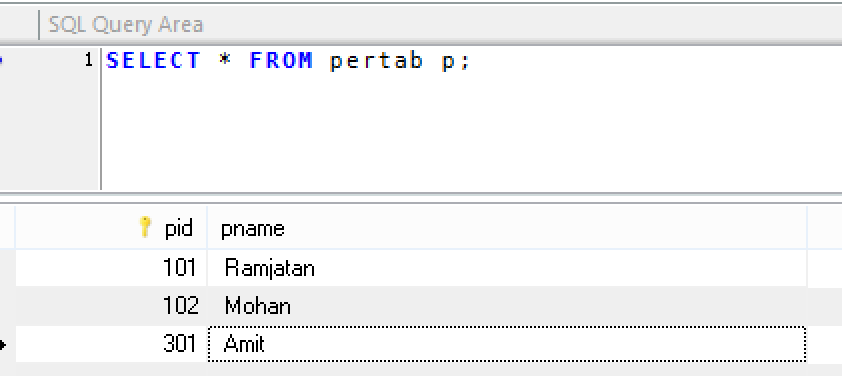 SQL Query Area
1 SELECT * FROM pertab p;
pid pname
101 Ramjatan
102 Mohan
301 Amit